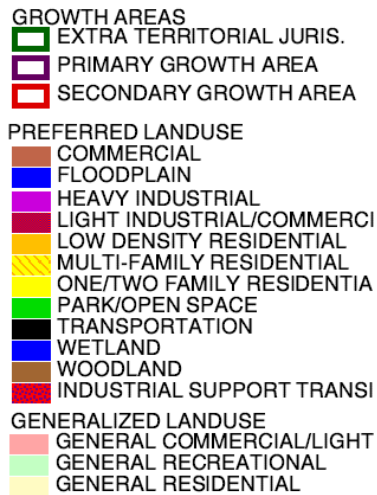 GROWTH AREAS
EXTRA TERRITORIAL JURIS.
PRIMARY GROWTH AREA
SECONDARY GROWTH AREA
PREFERRED LANDUSE
COMMERCIAL
FLOODPLAIN
HEAVY INDUSTRIAL
LIGHT INDUSTRIAL/COMMERCI
LOW DENSITY RESIDENTIAL
MULTI-FAMILY RESIDENTIAL
ONE/TWO FAMILY RESIDENTIA
PARK/OPEN SPACE
TRANSPORTATION
WETLAND
WOODLAND
INDUSTRIAL SUPPORT TRANSI
GENERALIZED LANDUSE
GENERAL COMMERCIAL/LIGHT
GENERAL RECREATIONAL
GENERAL RESIDENTIAL